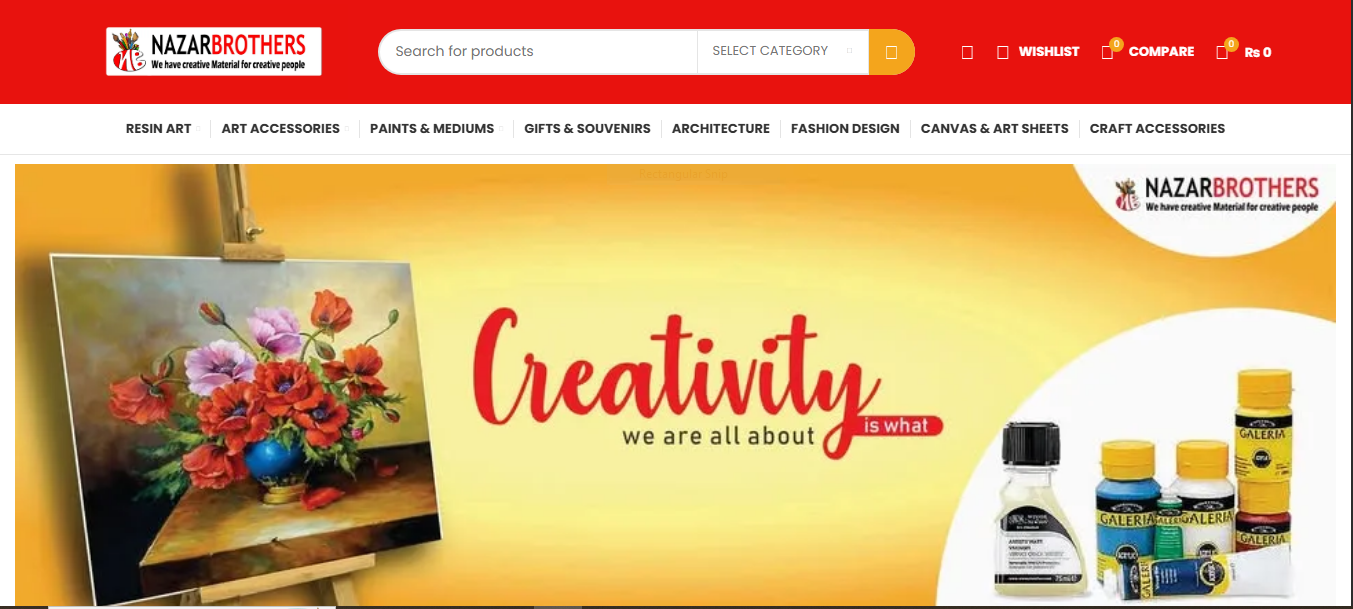 NAZARBROTHERS
We have creative Material for creative people
Search for products
SELECT CATEGORY
WISHLIST
0
COMPARE
0
₨ 0
RESIN ART
ART ACCESSORIES
PAINTS & MEDIUMS
GIFTS & SOUVENIRS
ARCHITECTURE
FASHION DESIGN
CANVAS & ART SHEETS
CRAFT ACCESSORIES
NAZARBROTHERS
We have creative Material for creative people
Creativity
is what
we are all about
GALERIA
GALERIA
GALERIA
GALERIA
GALERIA
75ml